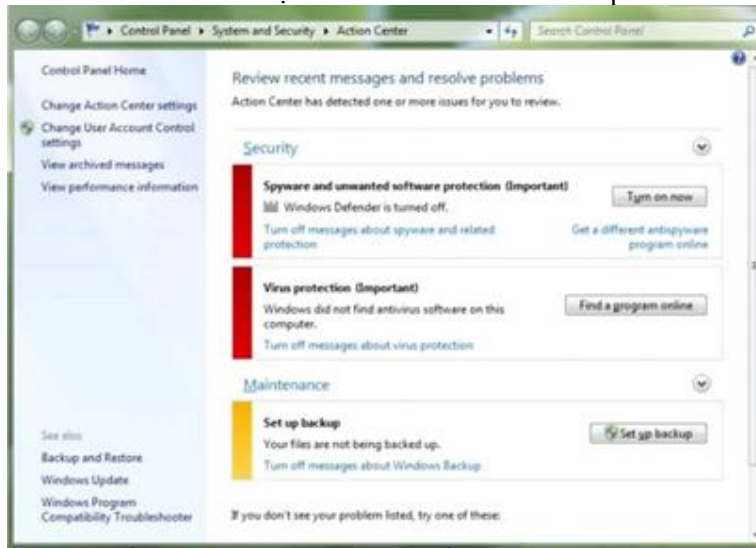 Control Panel ▸ System and Security ▸ Action Center
Search Control Panel
Control Panel Home
Change Action Center settings
Change User Account Control
settings
View archived messages
View performance information
See also
Backup and Restore
Windows Update
Windows Program
Compatibility Troubleshooter
Review recent messages and resolve problems
Action Center has detected one or more issues for you to review.
Security
Spyware and unwanted software protection (Important)
Windows Defender is turned off.
Turn on now
Turn off messages about spyware and related
protection
Get a different antispyware
program online
Virus protection (Important)
Windows did not find antivirus software on this
computer.
Find a program online
Turn off messages about virus protection
Maintenance
Set up backup
Your files are not being backed up.
Set up backup
Turn off messages about Windows Backup
If you don't see your problem listed, try one of these: